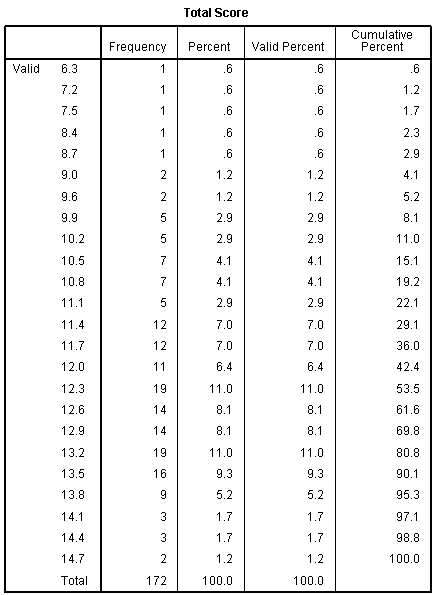 Total Score
Frequency Percent Valid Percent Cumulative Percent
Valid 6.3 1 .6 .6 .6
7.2 1 .6 .6 1.2
7.5 1 .6 .6 1.7
8.4 1 .6 .6 2.3
8.7 1 .6 .6 2.9
9.0 2 1.2 1.2 4.1
9.6 2 1.2 1.2 5.2
9.9 5 2.9 2.9 8.1
10.2 5 2.9 2.9 11.0
10.5 7 4.1 4.1 15.1
10.8 7 4.1 4.1 19.2
11.1 5 2.9 2.9 22.1
11.4 12 7.0 7.0 29.1
11.7 12 7.0 7.0 36.0
12.0 11 6.4 6.4 42.4
12.3 19 11.0 11.0 53.5
12.6 14 8.1 8.1 61.6
12.9 14 8.1 8.1 69.8
13.2 19 11.0 11.0 80.8
13.5 16 9.3 9.3 90.1
13.8 9 5.2 5.2 95.3
14.1 3 1.7 1.7 97.1
14.4 3 1.7 1.7 98.8
14.7 2 1.2 1.2 100.0
Total 172 100.0 100.0